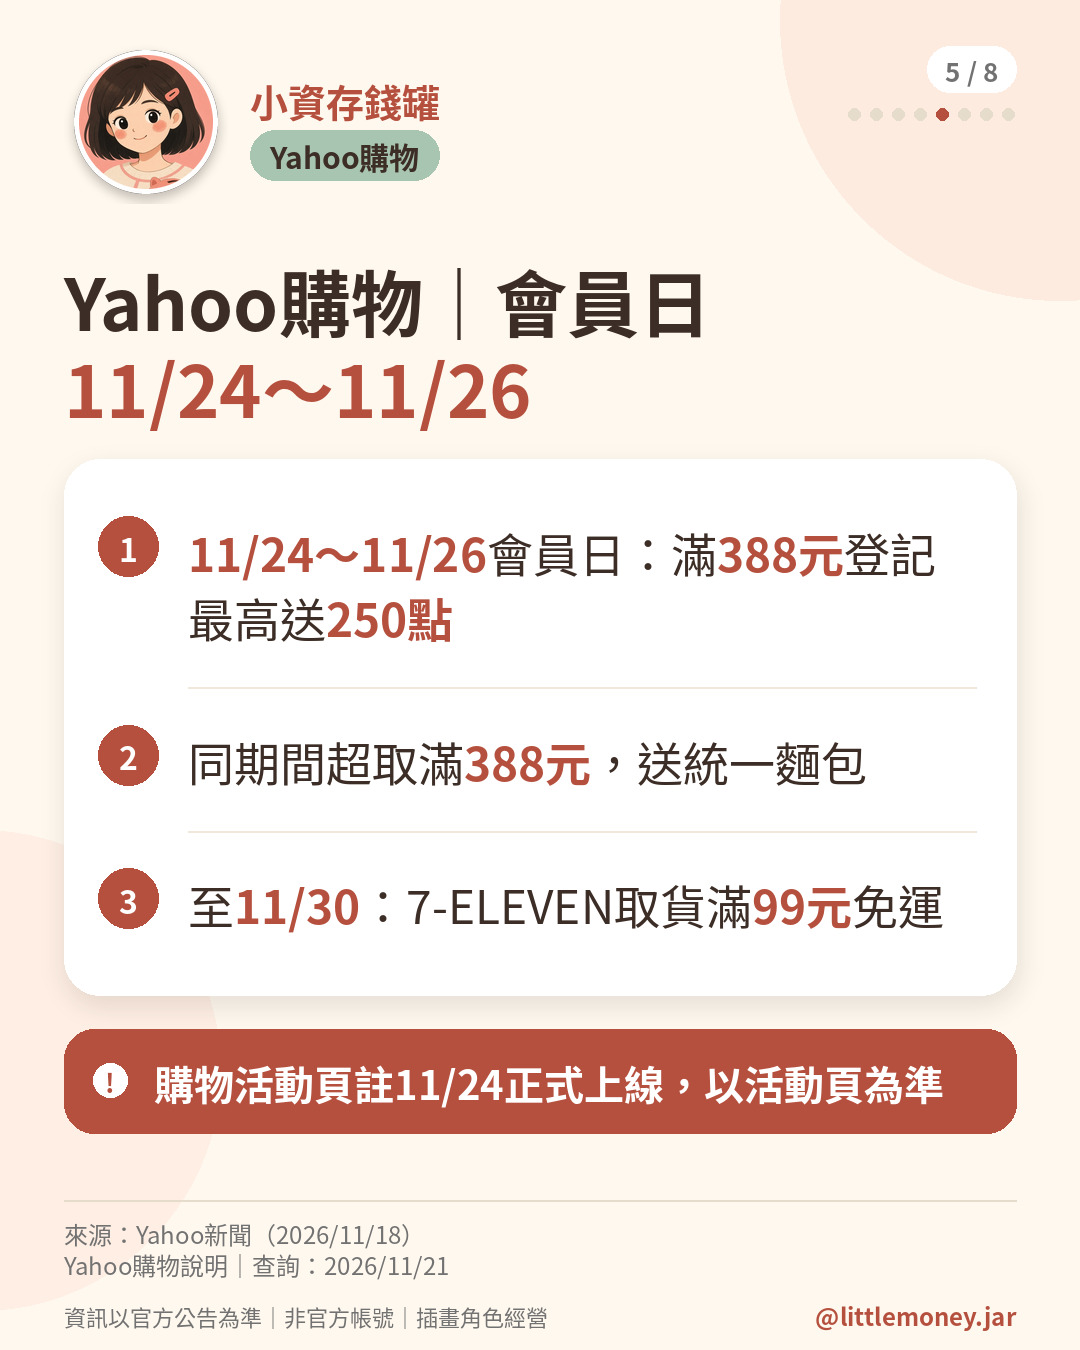 小資存錢罐
Yahoo購物
5 / 8
Yahoo購物｜會員日
11/24～11/26
1
11/24～11/26會員日：滿388元登記
最高送250點
2
同期間超取滿388元，送統一麵包
3
至11/30：7-ELEVEN取貨滿99元免運
! 購物活動頁註11/24正式上線，以活動頁為準
來源：Yahoo新聞（2026/11/18）
Yahoo購物說明｜查詢：2026/11/21
資訊以官方公告為準｜非官方帳號｜插畫角色經營
@littlemoney.jar